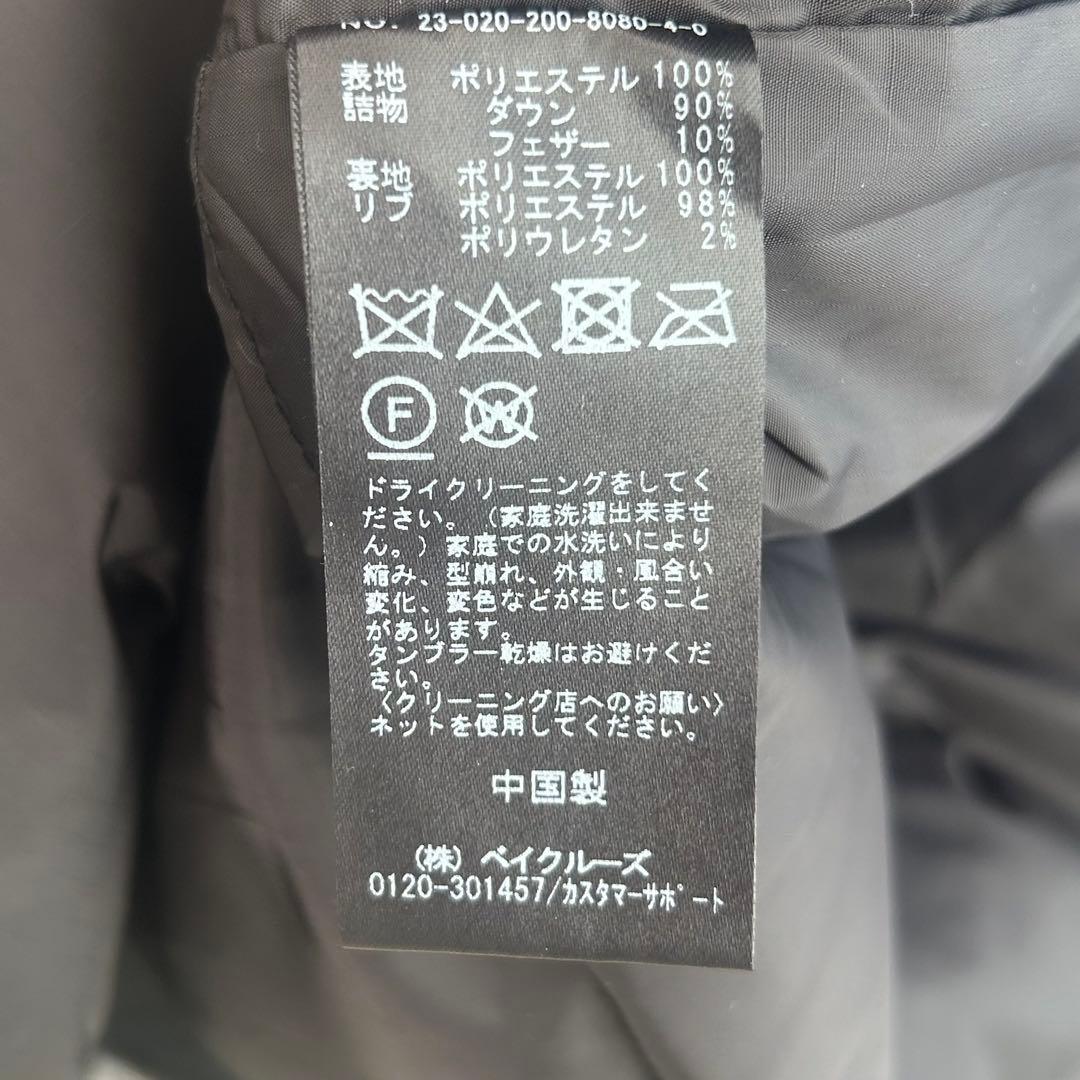 NO. 23-020-200-8080-4-0
表地 ポリエステル 100%
詰物 ダウン 90%
フェザー 10%
裏地 ポリエステル 100%
リブ ポリエステル 98%
ポリウレタン 2%
F W
ドライクリーニングをしてく
ださい。（家庭洗濯出来ませ
ん。）家庭での水洗いにより
縮み、型崩れ、外観・風合い
変化、変色などが生じること
があります。
タンブラー乾燥はお避けくだ
さい。
〈クリーニング店へのお願い〉
ネットを使用してください。
中国製
(株) ベイクルーズ
0120-301457/ｶｽﾀﾏｰｻﾎﾟｰﾄ